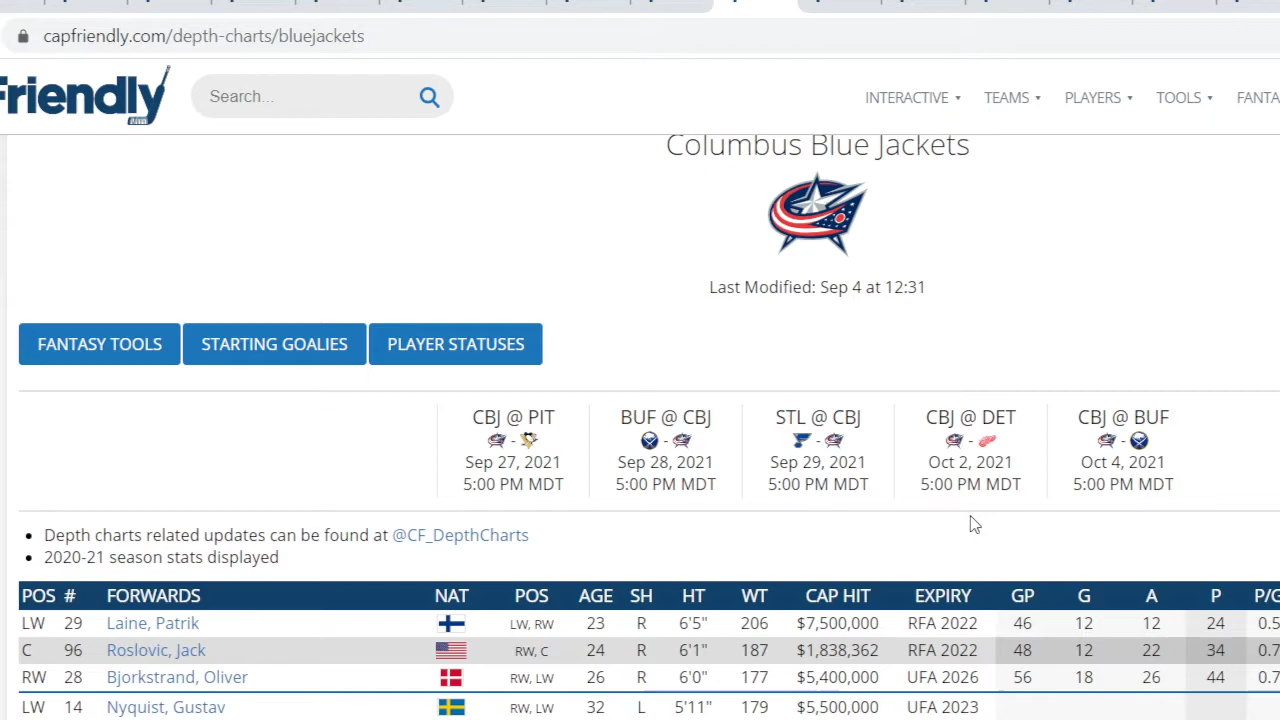 capfriendly.com/depth-charts/bluejackets
Friendly Search... INTERACTIVE TEAMS PLAYERS TOOLS FANTA
Columbus Blue Jackets
Last Modified: Sep 4 at 12:31
FANTASY TOOLS STARTING GOALIES PLAYER STATUSES
CBJ @ PIT BUF @ CBJ STL @ CBJ CBJ @ DET CBJ @ BUF
- - - - -
Sep 27, 2021 Sep 28, 2021 Sep 29, 2021 Oct 2, 2021 Oct 4, 2021
5:00 PM MDT 5:00 PM MDT 5:00 PM MDT 5:00 PM MDT 5:00 PM MDT
• Depth charts related updates can be found at @CF_DepthCharts
• 2020-21 season stats displayed
POS # FORWARDS NAT POS AGE SH HT WT CAP HIT EXPIRY GP G A P P/G
LW 29 Laine, Patrik LW, RW 23 R 6'5" 206 $7,500,000 RFA 2022 46 12 12 24 0.5
C 96 Roslovic, Jack RW, C 24 R 6'1" 187 $1,838,362 RFA 2022 48 12 22 34 0.7
RW 28 Bjorkstrand, Oliver RW, LW 26 R 6'0" 177 $5,400,000 UFA 2026 56 18 26 44 0.7
LW 14 Nyquist, Gustav RW, LW 32 L 5'11" 179 $5,500,000 UFA 2023